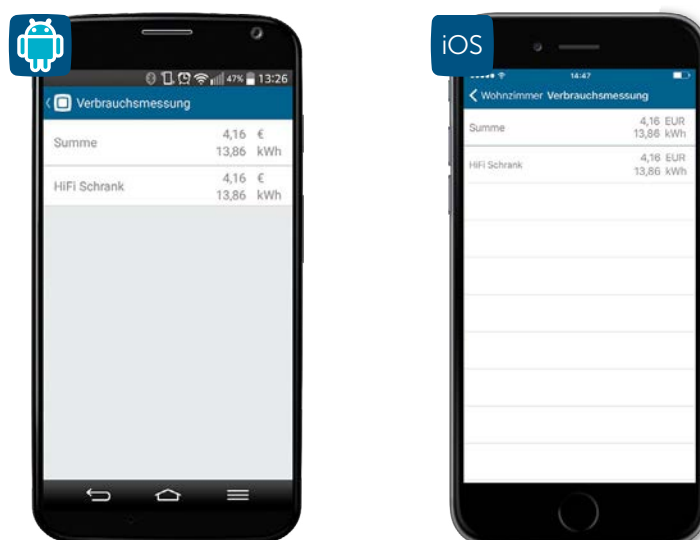 47% 13:26
Verbrauchsmessung
Summe 4,16 €
13,86 kWh
HiFi Schrank 4,16 €
13,86 kWh
iOS
14:47
Wohnzimmer Verbrauchsmessung
Summe 4,16 EUR
13,86 kWh
HiFi Schrank 4,16 EUR
13,86 kWh